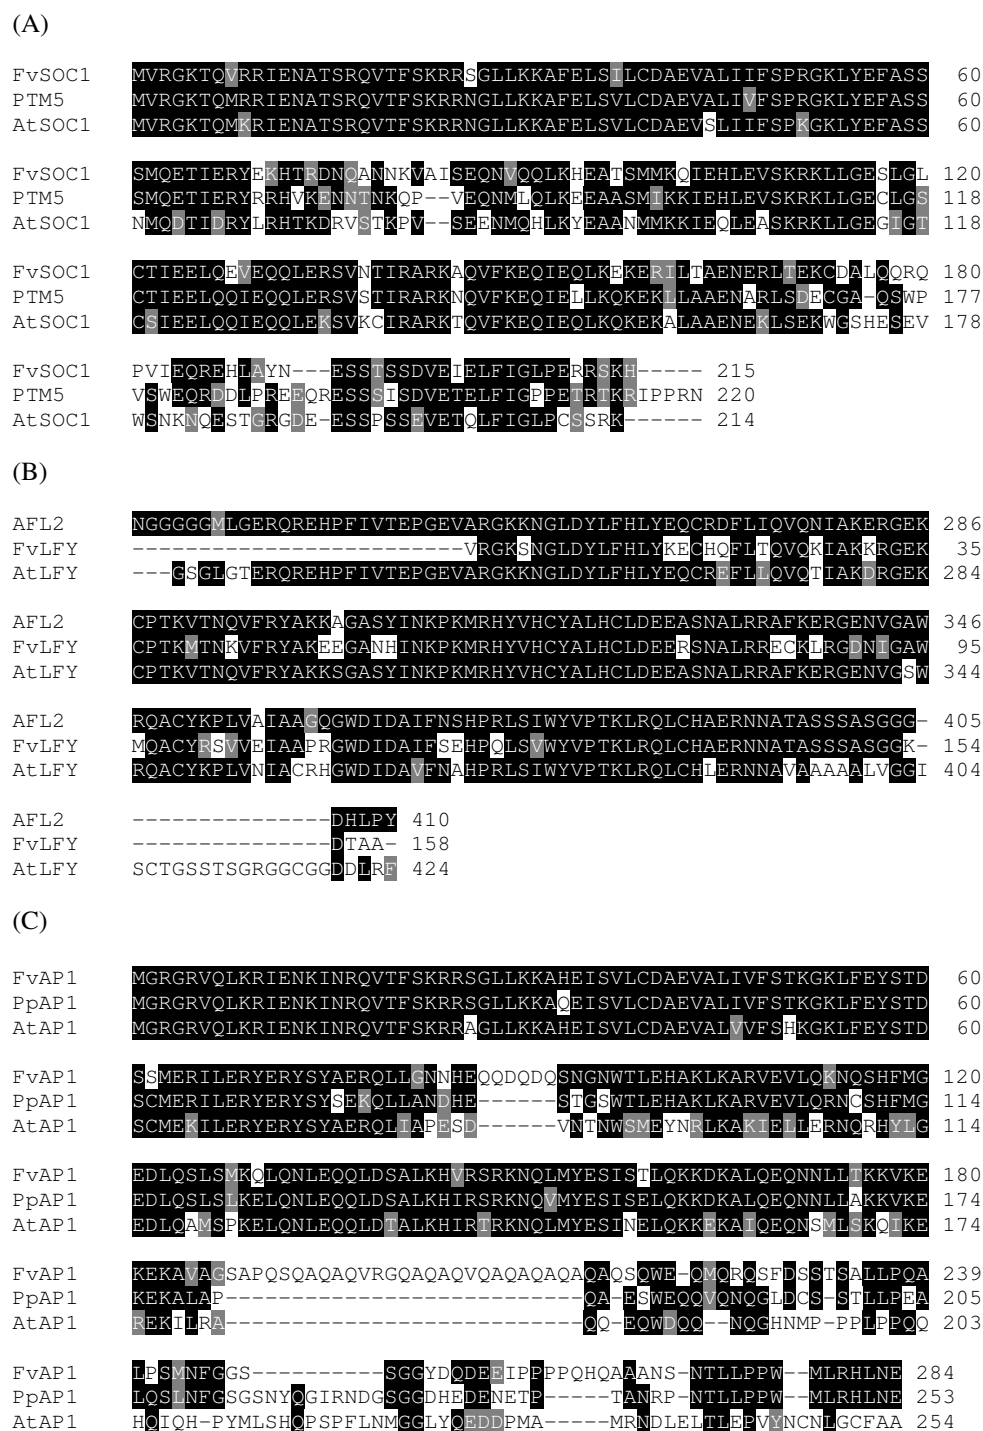 (A)
FvSOC1 MVRGKTQVRRIENATSRQVTFSKRRSGLLKKAFELSILCDAEVALIIFSPRGKLYEFASS 60
PTM5 MVRGKTQMRRIENATSRQVTFSKRRNGLLKKAFELSVLCDAEVALIVFSPRGKLYEFASS 60
AtSOC1 MVRGKTQMKRIENATSRQVTFSKRRNGLLKKAFELSVLCDAEVSLIIFSPKGKLYEFASS 60
FvSOC1 SMQETIERYEKHTRDNQANNKVAISEQNVQQLKHEATSMMKQIEHLEVSKRKLLGESLGL 120
PTM5 SMQETIERYRRHVKENNTNKQP--VEQNMLQLKEEAASMIKKIEHLEVSKRKLLGECLGS 118
AtSOC1 NMQDTIDRYLRHTKDRVSTKPV--SEENMQHLKYEAANMMKKIEQLEASKRKLLGEGIGT 118
FvSOC1 CTIEELQEVEQQLERSVNTIRARKAQVFKEQIEQLKEKERILTAENERLTEKCDALQQRQ 180
PTM5 CTIEELQQIEQQLERSVSTIRARKNQVFKEQIELLKQKEKLLAAENARLSDECGA-QSWP 177
AtSOC1 CSIEELQQIEQQLEKSVKCIRARKTQVFKEQIEQLKQKEKALAAENEKLSEKWGSHESEV 178
FvSOC1 PVIEQREHLAYN---ESSTSSDVEIELFIGLPERRSKH----- 215
PTM5 VSWEQRDDLPREEQRESSSISDVETELFIGPPETRTKRIPPRN 220
AtSOC1 WSNKNQESTGRGDE-ESSPSSEVETQLFIGLPCSSRK------ 214
(B)
AFL2 NGGGGGMLGERQREHPFIVTEPGEVARGKKNGLDYLFHLYEQCRDFLIQVQNIAKERGEK 286
FvLFY -------------------------VRGKSNGLDYLFHLYKECHQFLTQVQKIAKKRGEK 35
AtLFY ---GSGLGTERQREHPFIVTEPGEVARGKKNGLDYLFHLYEQCREFLLQVQTIAKDRGEK 284
AFL2 CPTKVTNQVFRYAKKAGASYINKPKMRHYVHCYALHCLDEEASNALRRAFKERGENVGAW 346
FvLFY CPTKMTNKVFRYAKEEGANHINKPKMRHYVHCYALHCLDEERSNALRRECKLRGDNIGAW 95
AtLFY CPTKVTNQVFRYAKKSGASYINKPKMRHYVHCYALHCLDEEASNALRRAFKERGENVGSW 344
AFL2 RQACYKPLVAIAAGQGWDIDAIFNSHPRLSIWYVPTKLRQLCHAERNNATASSSASGGG- 405
FvLFY MQACYRSVVEIAAPRGWDIDAIFSEHPQLSVWYVPTKLRQLCHAERNNATASSSASGGK- 154
AtLFY RQACYKPLVNIACRHGWDIDAVFNAHPRLSIWYVPTKLRQLCHLERNNAVAAAAALVGGI 404
AFL2 ---------------DHLPY 410
FvLFY ---------------DTAA- 158
AtLFY SCTGSSTSGRGGCGGDDLRF 424
(C)
FvAP1 MGRGRVQLKRIENKINRQVTFSKRRSGLLKKAHEISVLCDAEVALIVFSTKGKLFEYSTD 60
PpAP1 MGRGRVQLKRIENKINRQVTFSKRRSGLLKKAQEISVLCDAEVALIVFSTKGKLFEYSTD 60
AtAP1 MGRGRVQLKRIENKINRQVTFSKRRAGLLKKAHEISVLCDAEVALVVFSHKGKLFEYSTD 60
FvAP1 SSMERILERYERYSYAERQLLGNNHEQQDQDQSNGNWTLEHAKLKARVEVLQKNQSHFMG 120
PpAP1 SCMERILERYERYSYSEKQLLANDHE------STGSWTLEHAKLKARVEVLQRNCSHFMG 114
AtAP1 SCMEKILERYERYSYAERQLIAPESD------VNTNWSMEYNRLKAKIELLERNQRHYLG 114
FvAP1 EDLQSLSMKQLQNLEQQLDSALKHVRSRKNQLMYESISTLQKKDKALQEQNNLLTKKVKE 180
PpAP1 EDLQSLSLKELQNLEQQLDSALKHIRSRKNQVMYESISELQKKDKALQEQNNLLAKKVKE 174
AtAP1 EDLQAMSPKELQNLEQQLDTALKHIRTRKNQLMYESINELQKKEKAIQEQNSMLSKQIKE 174
FvAP1 KEKAVAGSAPQSQAQAQVRGQAQAQVQAQAQAQAQAQSQWE-QMQRQSFDSSTSALLPQA 239
PpAP1 KEKALAP---------------------------QA-ESWEQQVQNQGLDCS-STLLPEA 205
AtAP1 REKILRA---------------------------QQ-EQWDQQ--NQGHNMP-PPLPPQQ 203
FvAP1 LPSMNFGGS----------SGGYDQDEEIPPPPQHQAAANS-NTLLPPW--MLRHLNE 284
PpAP1 LQSLNFGSGSNYQGIRNDGSGGDHEDENETP-----TANRP-NTLLPPW--MLRHLNE 253
AtAP1 HQIQH-PYMLSHQPSPFLNMGGLYQEDDPMA-----MRNDLELTLEPVYNCNLGCFAA 254